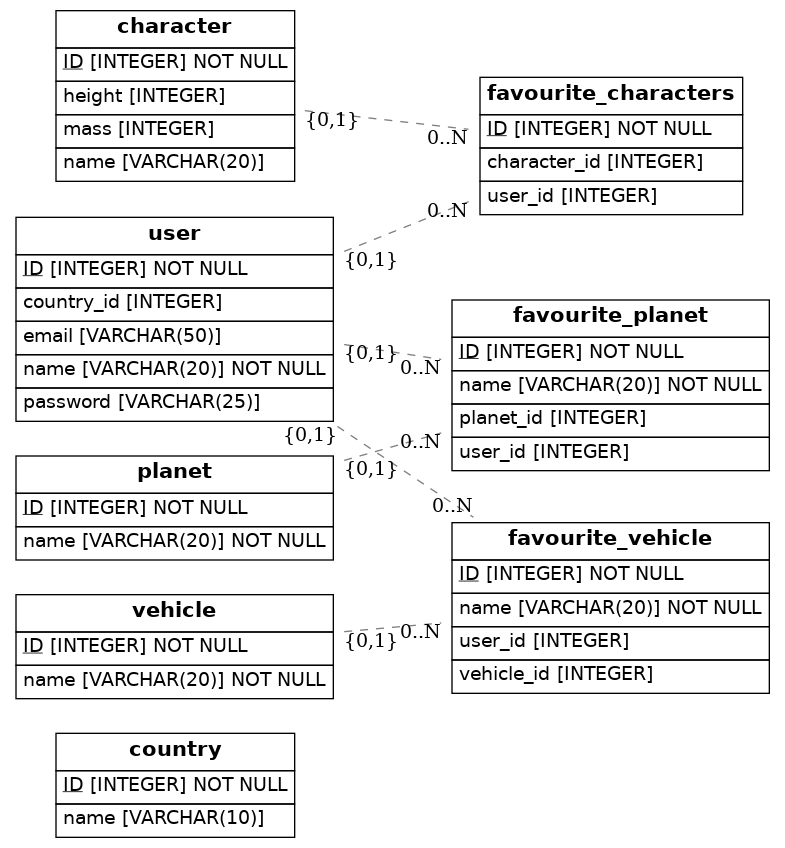 character
ID [INTEGER] NOT NULL
height [INTEGER]
mass [INTEGER]
name [VARCHAR(20)]
{0,1}
0..N
favourite_characters
ID [INTEGER] NOT NULL
character_id [INTEGER]
user_id [INTEGER]
user
ID [INTEGER] NOT NULL
country_id [INTEGER]
email [VARCHAR(50)]
name [VARCHAR(20)] NOT NULL
password [VARCHAR(25)]
{0,1}
0..N
{0,1}
0..N
favourite_planet
ID [INTEGER] NOT NULL
name [VARCHAR(20)] NOT NULL
planet_id [INTEGER]
user_id [INTEGER]
{0,1}
0..N
planet
ID [INTEGER] NOT NULL
name [VARCHAR(20)] NOT NULL
{0,1}
0..N
favourite_vehicle
ID [INTEGER] NOT NULL
name [VARCHAR(20)] NOT NULL
user_id [INTEGER]
vehicle_id [INTEGER]
vehicle
ID [INTEGER] NOT NULL
name [VARCHAR(20)] NOT NULL
{0,1}
0..N
country
ID [INTEGER] NOT NULL
name [VARCHAR(10)]